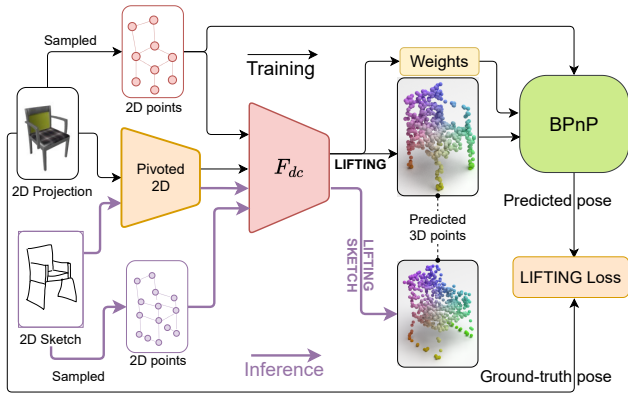 Sampled
2D points
Training
Weights
BPnP
2D Projection
Pivoted
2D
F_dc
LIFTING
Predicted
3D points
Predicted pose
LIFTING
SKETCH
LIFTING Loss
2D Sketch
Sampled
2D points
Inference
Ground-truth pose